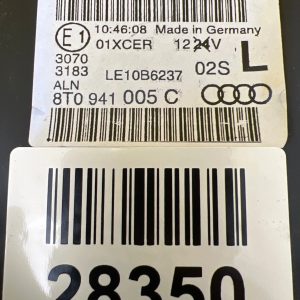 10:46:08 Made in Germany
E1 01XCER 12 24V
3070
3183 LE10B6237 02S L
ALN
8T0 941 005 C
28350